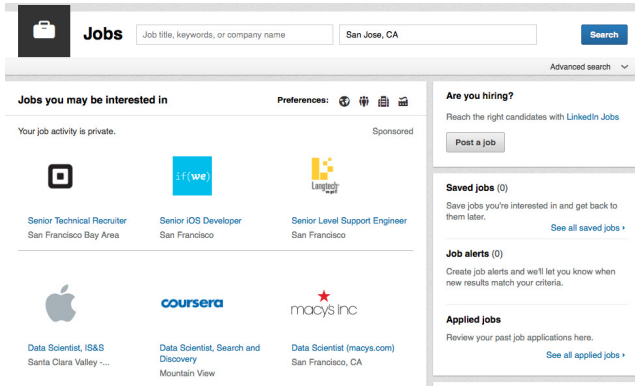 Jobs
Job title, keywords, or company name
San Jose, CA
Search
Advanced search
Jobs you may be interested in
Preferences:
Your job activity is private.
Sponsored
if(we)
Langtech
Senior Technical Recruiter
Senior iOS Developer
Senior Level Support Engineer
San Francisco Bay Area
San Francisco
San Francisco
coursera
macy's inc
Data Scientist, IS&S
Data Scientist, Search and
Discovery
Data Scientist (macys.com)
Santa Clara Valley -...
Mountain View
San Francisco, CA
Are you hiring?
Reach the right candidates with LinkedIn Jobs
Post a job
Saved jobs (0)
Save jobs you're interested in and get back to
them later.
See all saved jobs
Job alerts (0)
Create job alerts and we'll let you know when
new results match your criteria.
Applied jobs
Review your past job applications here.
See all applied jobs